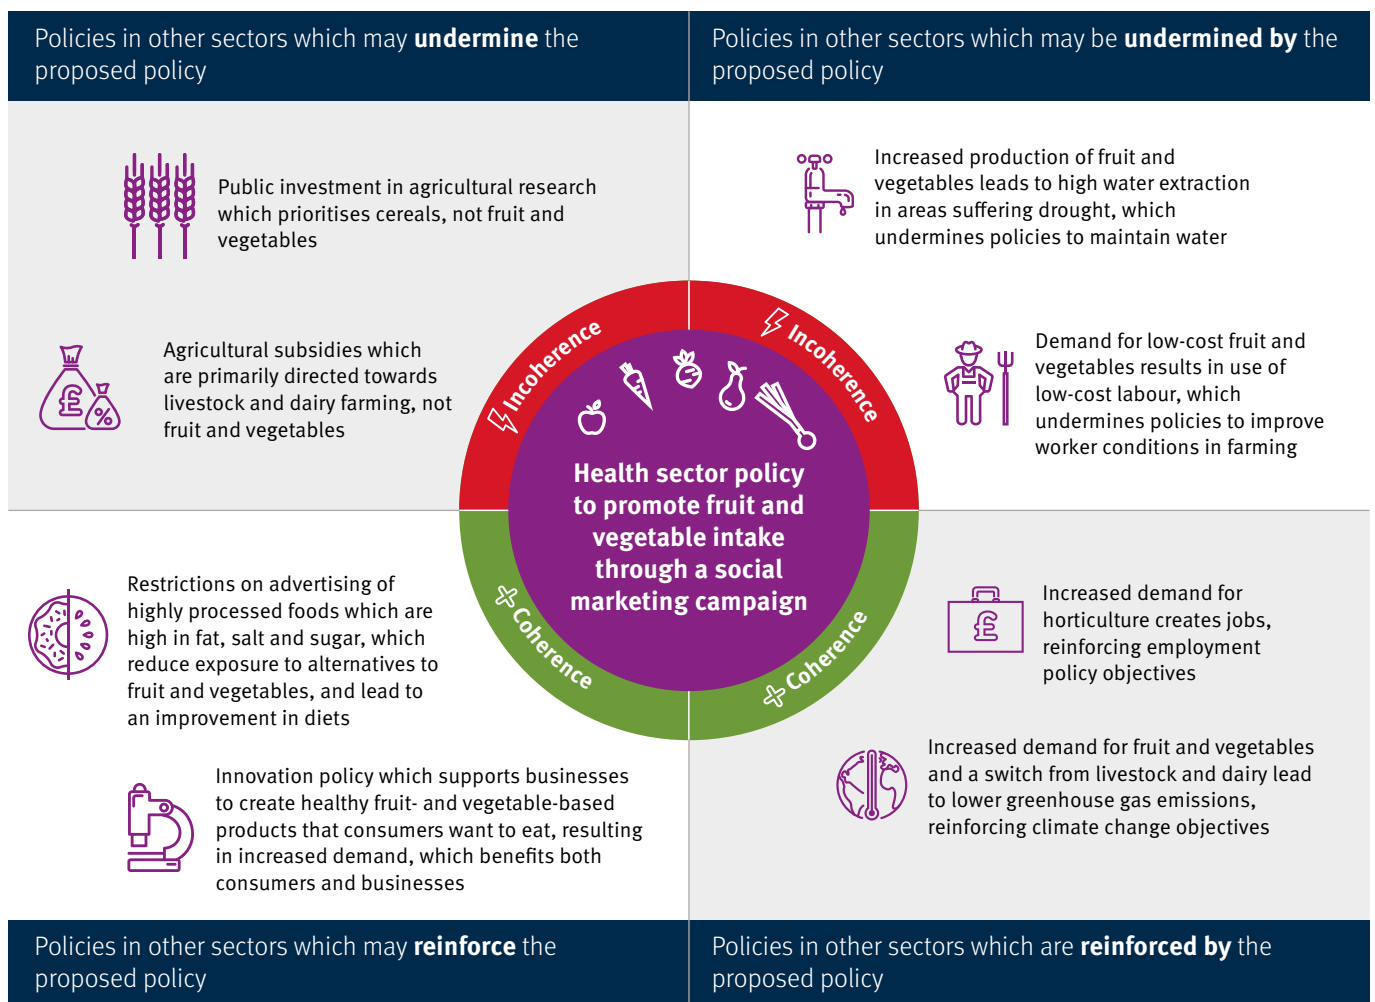 Policies in other sectors which may undermine the
proposed policy
Policies in other sectors which may be undermined by the
proposed policy
Public investment in agricultural research
which prioritises cereals, not fruit and
vegetables
£
%
Agricultural subsidies which
are primarily directed towards
livestock and dairy farming, not
fruit and vegetables
Increased production of fruit and
vegetables leads to high water extraction
in areas suffering drought, which
undermines policies to maintain water
Demand for low-cost fruit and
vegetables results in use of
low-cost labour, which
undermines policies to improve
worker conditions in farming
Incoherence
Incoherence
Health sector policy
to promote fruit and
vegetable intake
through a social
marketing campaign
Coherence
Coherence
Restrictions on advertising of
highly processed foods which are
high in fat, salt and sugar, which
reduce exposure to alternatives to
fruit and vegetables, and lead to
an improvement in diets
Innovation policy which supports businesses
to create healthy fruit- and vegetable-based
products that consumers want to eat, resulting
in increased demand, which benefits both
consumers and businesses
£
Increased demand for
horticulture creates jobs,
reinforcing employment
policy objectives
Increased demand for fruit and vegetables
and a switch from livestock and dairy lead
to lower greenhouse gas emissions,
reinforcing climate change objectives
Policies in other sectors which may reinforce the
proposed policy
Policies in other sectors which are reinforced by the
proposed policy